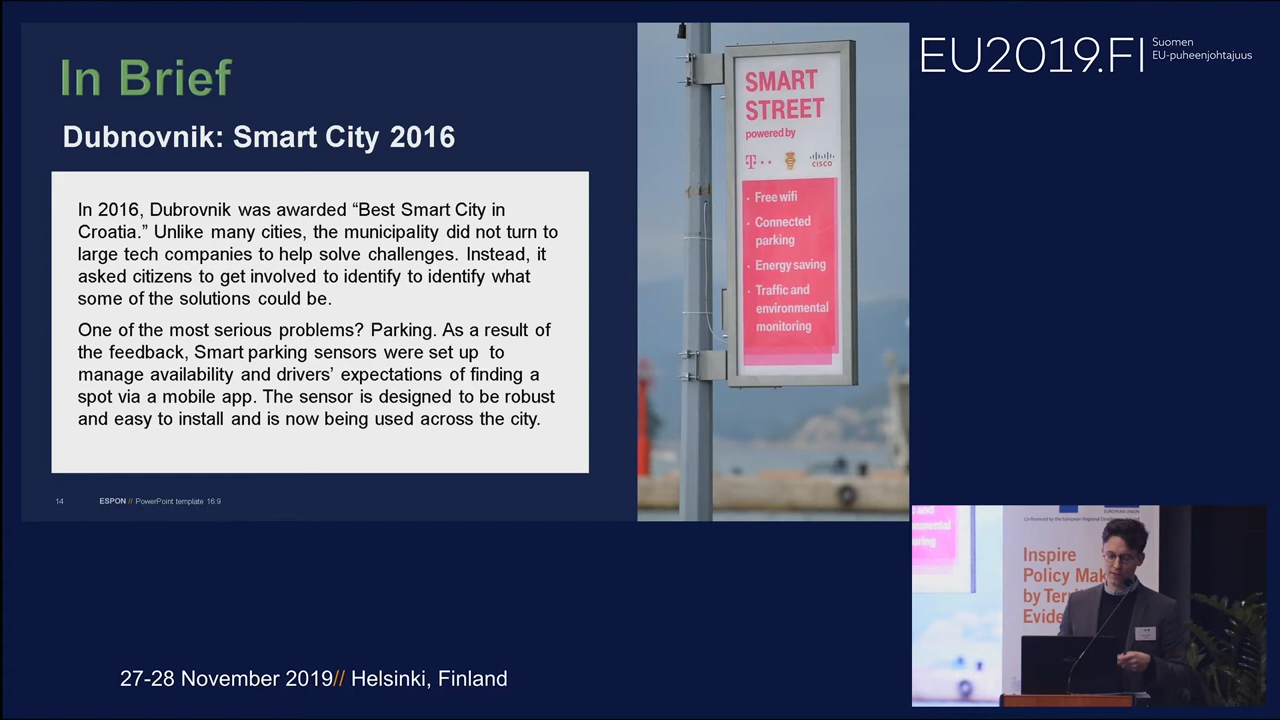 In Brief
Dubnovnik: Smart City 2016
In 2016, Dubrovnik was awarded “Best Smart City in
Croatia.” Unlike many cities, the municipality did not turn to
large tech companies to help solve challenges. Instead, it
asked citizens to get involved to identify to identify what
some of the solutions could be.
One of the most serious problems? Parking. As a result of
the feedback, Smart parking sensors were set up to
manage availability and drivers’ expectations of finding a
spot via a mobile app. The sensor is designed to be robust
and easy to install and is now being used across the city.
14 ESPON // PowerPoint template 16:9
SMART
STREET
powered by
T
CISCO
· Free wifi
· Connected
parking
· Energy saving
· Traffic and
environmental
monitoring
EU2019.FI
Suomen
EU-puheenjohtajuus
EUROPEAN UNION
Inspire
Policy Mak
by Ter
Evide
27-28 November 2019// Helsinki, Finland